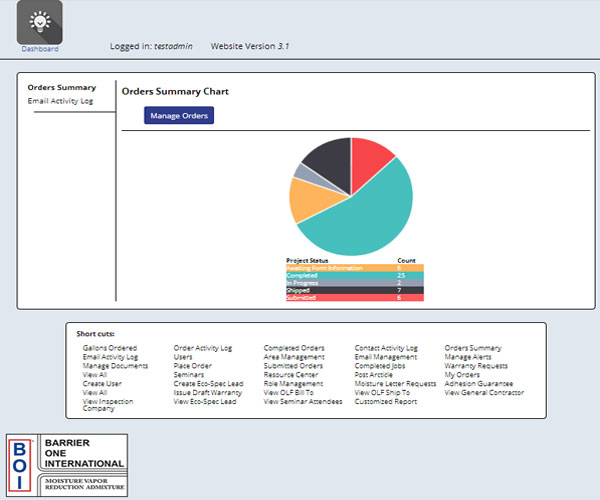 Dashboard
Logged in: testadmin Website Version 3.1
Orders Summary
Email Activity Log
Orders Summary Chart
Manage Orders
Project Status Count
Awaiting Form Information 6
Completed 25
In Progress 2
Shipped 7
Submitted 6
Short cuts:
Gallons Ordered Order Activity Log Completed Orders Contact Activity Log Orders Summary
Email Activity Log Users Area Management Email Management Manage Alerts
Manage Documents Place Order Submitted Orders Completed Jobs Warranty Requests
View All Seminars Resource Center Post Arcticle My Orders
Create User Create Eco-Spec Lead Role Management Moisture Letter Requests Adhesion Guarantee
View All Issue Draft Warranty View OLF Bill To View OLF Ship To View General Contractor
View Inspection Company View Eco-Spec Lead View Seminar Attendees Customized Report
BOI
BARRIER
ONE
INTERNATIONAL
MOISTURE VAPOR
REDUCTION ADMIXTURE